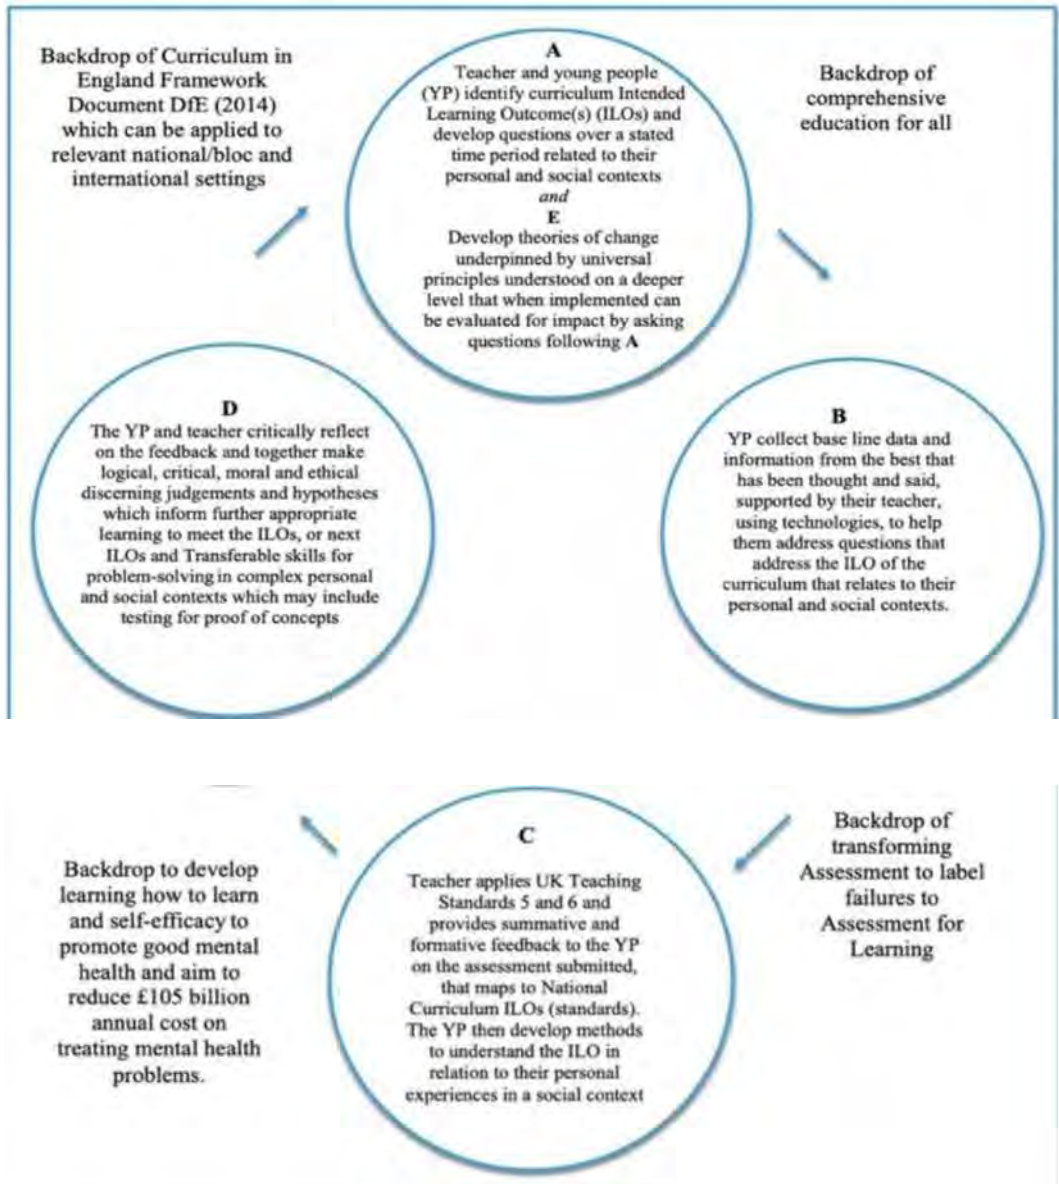 Backdrop of Curriculum in
England Framework
Document DfE (2014)
which can be applied to
relevant national/bloc and
international settings
A
Teacher and young people
(YP) identify curriculum Intended
Learning Outcome(s) (ILOs) and
develop questions over a stated
time period related to their
personal and social contexts
and
E
Develop theories of change
underpinned by universal
principles understood on a deeper
level that when implemented can
be evaluated for impact by asking
questions following A
Backdrop of
comprehensive
education for all
D
The YP and teacher critically reflect
on the feedback and together make
logical, critical, moral and ethical
discerning judgements and hypotheses
which inform further appropriate
learning to meet the ILOs, or next
ILOs and Transferable skills for
problem-solving in complex personal
and social contexts which may include
testing for proof of concepts
B
YP collect base line data and
information from the best that
has been thought and said,
supported by their teacher,
using technologies, to help
them address questions that
address the ILO of the
curriculum that relates to their
personal and social contexts.
Backdrop to develop
learning how to learn
and self-efficacy to
promote good mental
health and aim to
reduce £105 billion
annual cost on
treating mental health
problems.
C
Teacher applies UK Teaching
Standards 5 and 6 and
provides summative and
formative feedback to the YP
on the assessment submitted,
that maps to National
Curriculum ILOs (standards).
The YP then develop methods
to understand the ILO in
relation to their personal
experiences in a social context
Backdrop of
transforming
Assessment to label
failures to
Assessment for
Learning